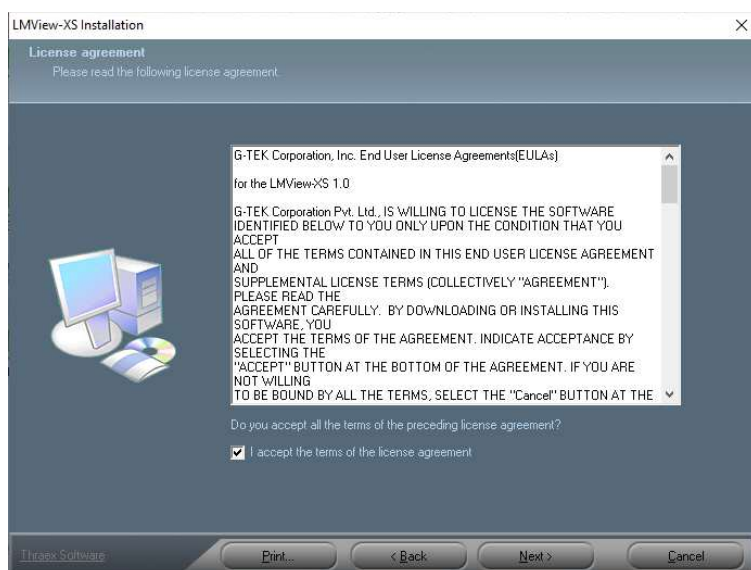 LMView-XS Installation
License agreement
Please read the following license agreement.
G-TEK Corporation, Inc. End User License Agreements(EULAs)
for the LMView-XS 1.0
G-TEK Corporation Pvt. Ltd., IS WILLING TO LICENSE THE SOFTWARE
IDENTIFIED BELOW TO YOU ONLY UPON THE CONDITION THAT YOU
ACCEPT
ALL OF THE TERMS CONTAINED IN THIS END USER LICENSE AGREEMENT
AND
SUPPLEMENTAL LICENSE TERMS (COLLECTIVELY "AGREEMENT").
PLEASE READ THE
AGREEMENT CAREFULLY. BY DOWNLOADING OR INSTALLING THIS
SOFTWARE, YOU
ACCEPT THE TERMS OF THE AGREEMENT. INDICATE ACCEPTANCE BY
SELECTING THE
"ACCEPT" BUTTON AT THE BOTTOM OF THE AGREEMENT. IF YOU ARE
NOT WILLING
TO BE BOUND BY ALL THE TERMS, SELECT THE "Cancel" BUTTON AT THE
Do you accept all the terms of the preceding license agreement?
I accept the terms of the license agreement
Thraex Software
Print...
< Back
Next >
Cancel